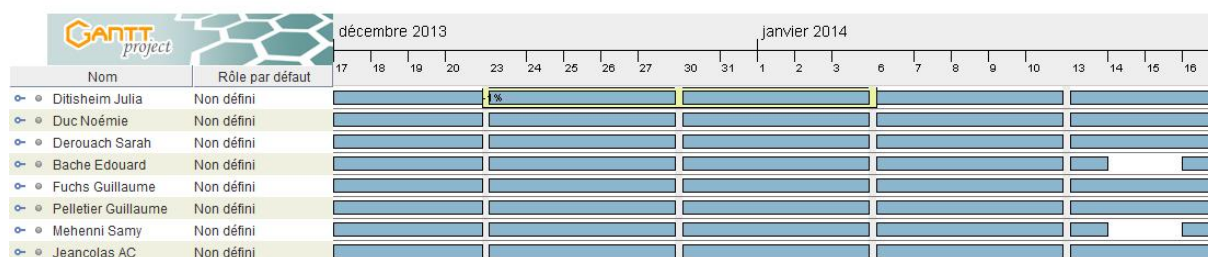 GANTT project
décembre 2013 janvier 2014
Nom Rôle par défaut 17 18 19 20 23 24 25 26 27 30 31 1 2 3 6 7 8 9 10 13 14 15 16
Ditisheim Julia Non défini %
Duc Noémie Non défini
Derouach Sarah Non défini
Bache Edouard Non défini
Fuchs Guillaume Non défini
Pelletier Guillaume Non défini
Mehenni Samy Non défini
Jeancolas AC Non défini